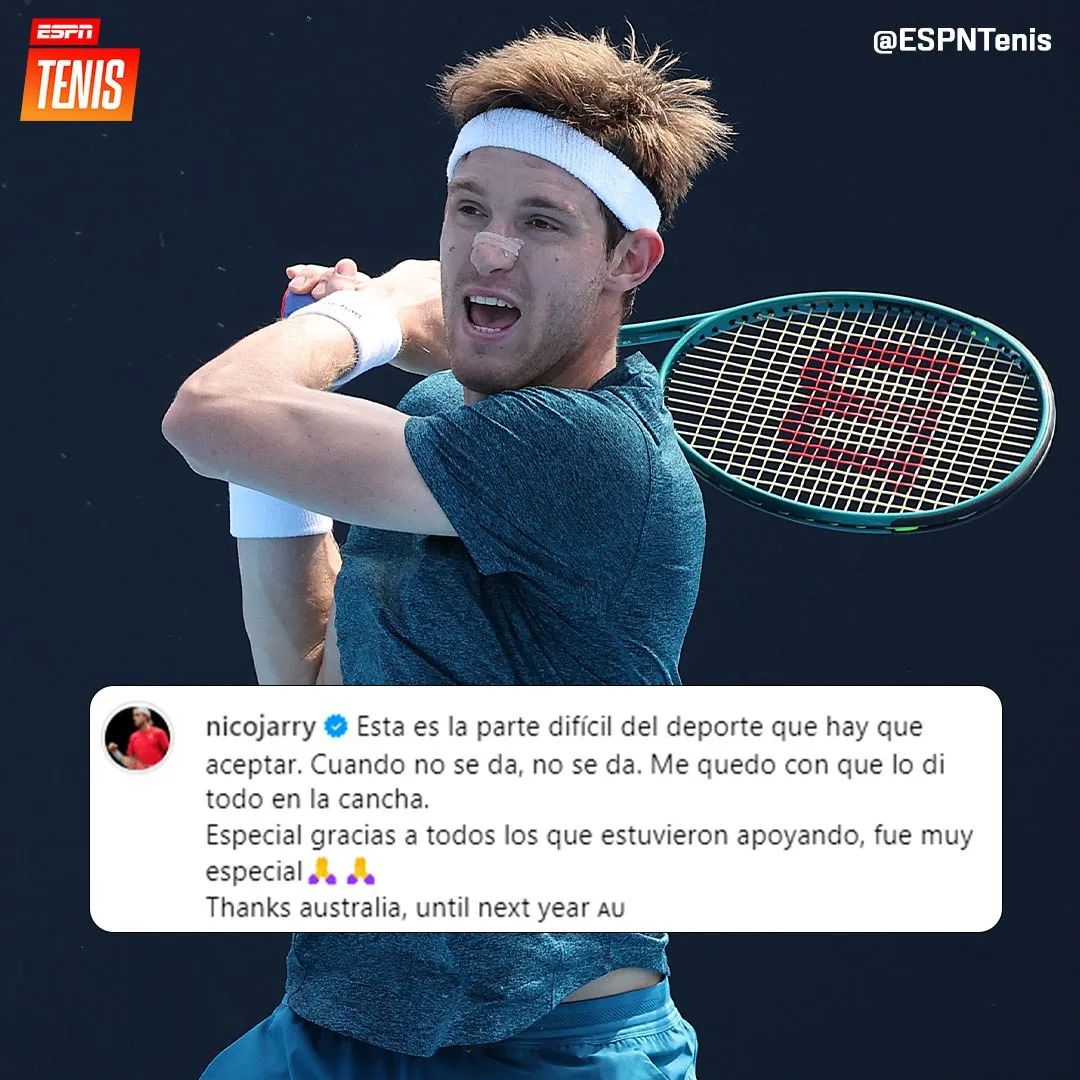 ESPN
TENIS
@ESPNTenis
nicojarry Esta es la parte difícil del deporte que hay que
aceptar. Cuando no se da, no se da. Me quedo con que lo di
todo en la cancha.
Especial gracias a todos los que estuvieron apoyando, fue muy
especial🙏🙏
Thanks australia, until next year AU